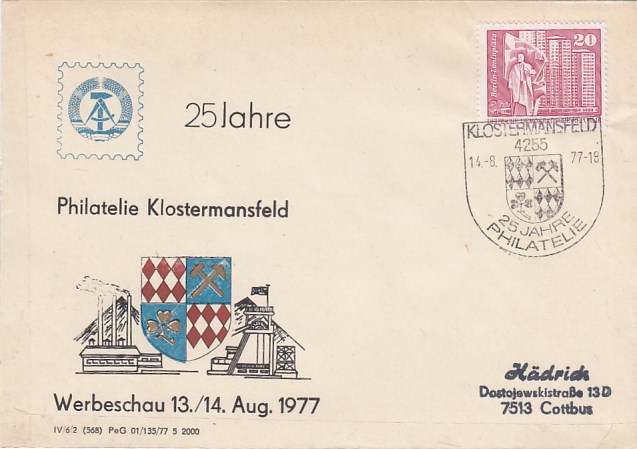 25 Jahre
Philatelie Klostermansfeld
Werbeschau 13./14. Aug. 1977
IV/6/2 (568) PeG 01/135/77 5 2000
20
Berlin-Leninplatz
KLOSTERMANSFELD
4255
14.-8. 77-18
25 JAHRE
PHILATELIE
Hädrich
Dostojewskistraße 13D
7513 Cottbus